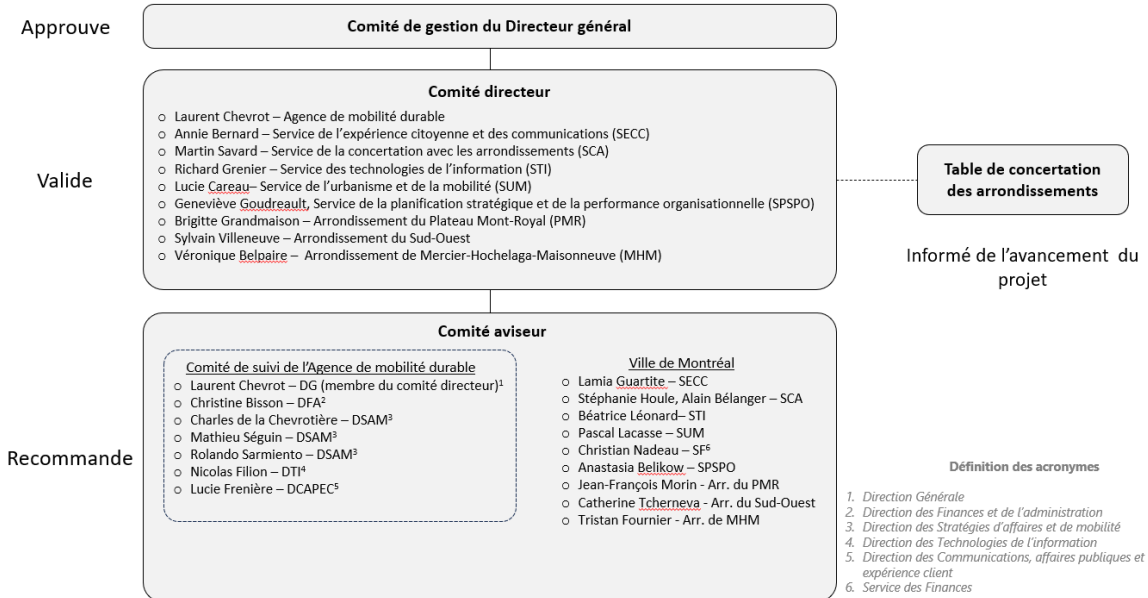 Approuve
Comité de gestion du Directeur général
Comité directeur
○ Laurent Chevrot – Agence de mobilité durable
○ Annie Bernard – Service de l’expérience citoyenne et des communications (SECC)
○ Martin Savard – Service de la concertation avec les arrondissements (SCA)
○ Richard Grenier – Service des technologies de l’information (STI)
○ Lucie Careau– Service de l’urbanisme et de la mobilité (SUM)
○ Geneviève Goudreault, Service de la planification stratégique et de la performance organisationnelle (SPSPO)
○ Brigitte Grandmaison – Arrondissement du Plateau Mont-Royal (PMR)
○ Sylvain Villeneuve – Arrondissement du Sud-Ouest
○ Véronique Belpaire – Arrondissement de Mercier-Hochelaga-Maisonneuve (MHM)
Valide
Table de concertation
des arrondissements
Informé de l’avancement du
projet
Comité aviseur
Comité de suivi de l’Agence de mobilité durable
○ Laurent Chevrot – DG (membre du comité directeur)¹
○ Christine Bisson – DFA²
○ Charles de la Chevrotière – DSAM³
○ Mathieu Séguin – DSAM³
○ Rolando Sarmiento – DSAM³
○ Nicolas Filion – DTI⁴
○ Lucie Frenière – DCAPEC⁵
Ville de Montréal
○ Lamia Guartite – SECC
○ Stéphanie Houle, Alain Bélanger – SCA
○ Béatrice Léonard– STI
○ Pascal Lacasse – SUM
○ Christian Nadeau – SF⁶
○ Anastasia Belikow – SPSPO
○ Jean-François Morin - Arr. du PMR
○ Catherine Tcherneva - Arr. du Sud-Ouest
○ Tristan Fournier - Arr. de MHM
Recommande
Définition des acronymes
1. Direction Générale
2. Direction des Finances et de l’administration
3. Direction des Stratégies d’affaires et de mobilité
4. Direction des Technologies de l’information
5. Direction des Communications, affaires publiques et
expérience client
6. Service des Finances